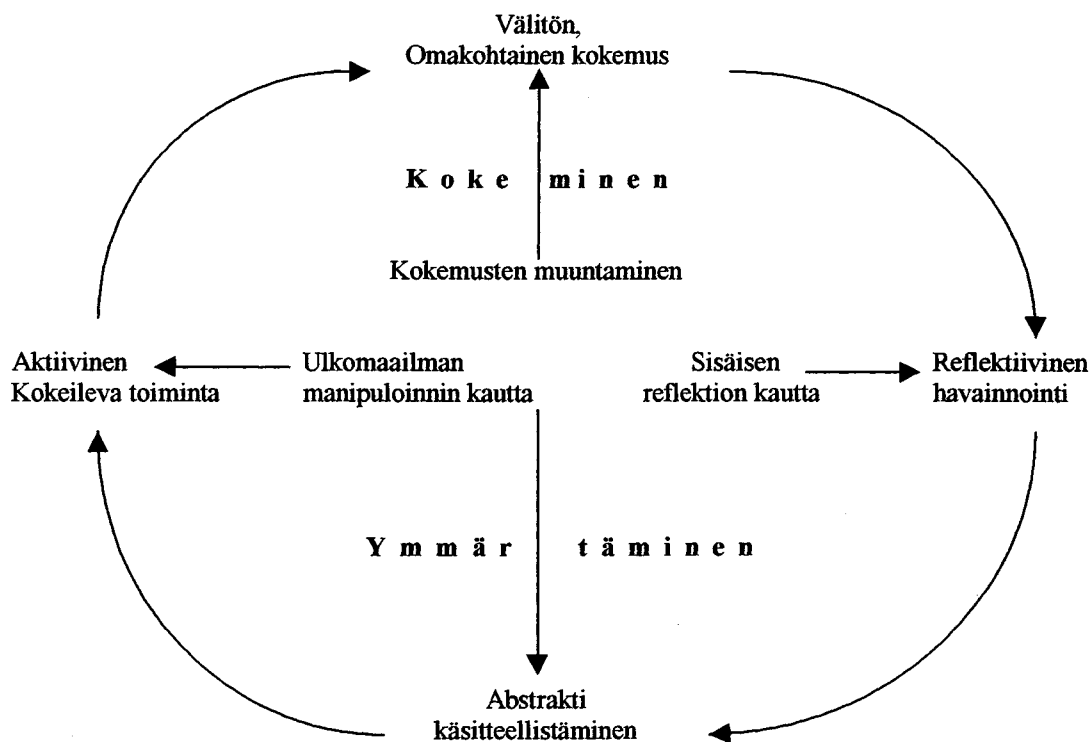 Välitön,
Omakohtainen kokemus
K o k e m i n e n
Kokemusten muuntaminen
Aktiivinen
Kokeileva toiminta
Ulkomaailman
manipuloinnin kautta
Sisäisen
reflektion kautta
Reflektiivinen
havainnointi
Y m m ä r t ä m i n e n
Abstrakti
käsitteellistäminen